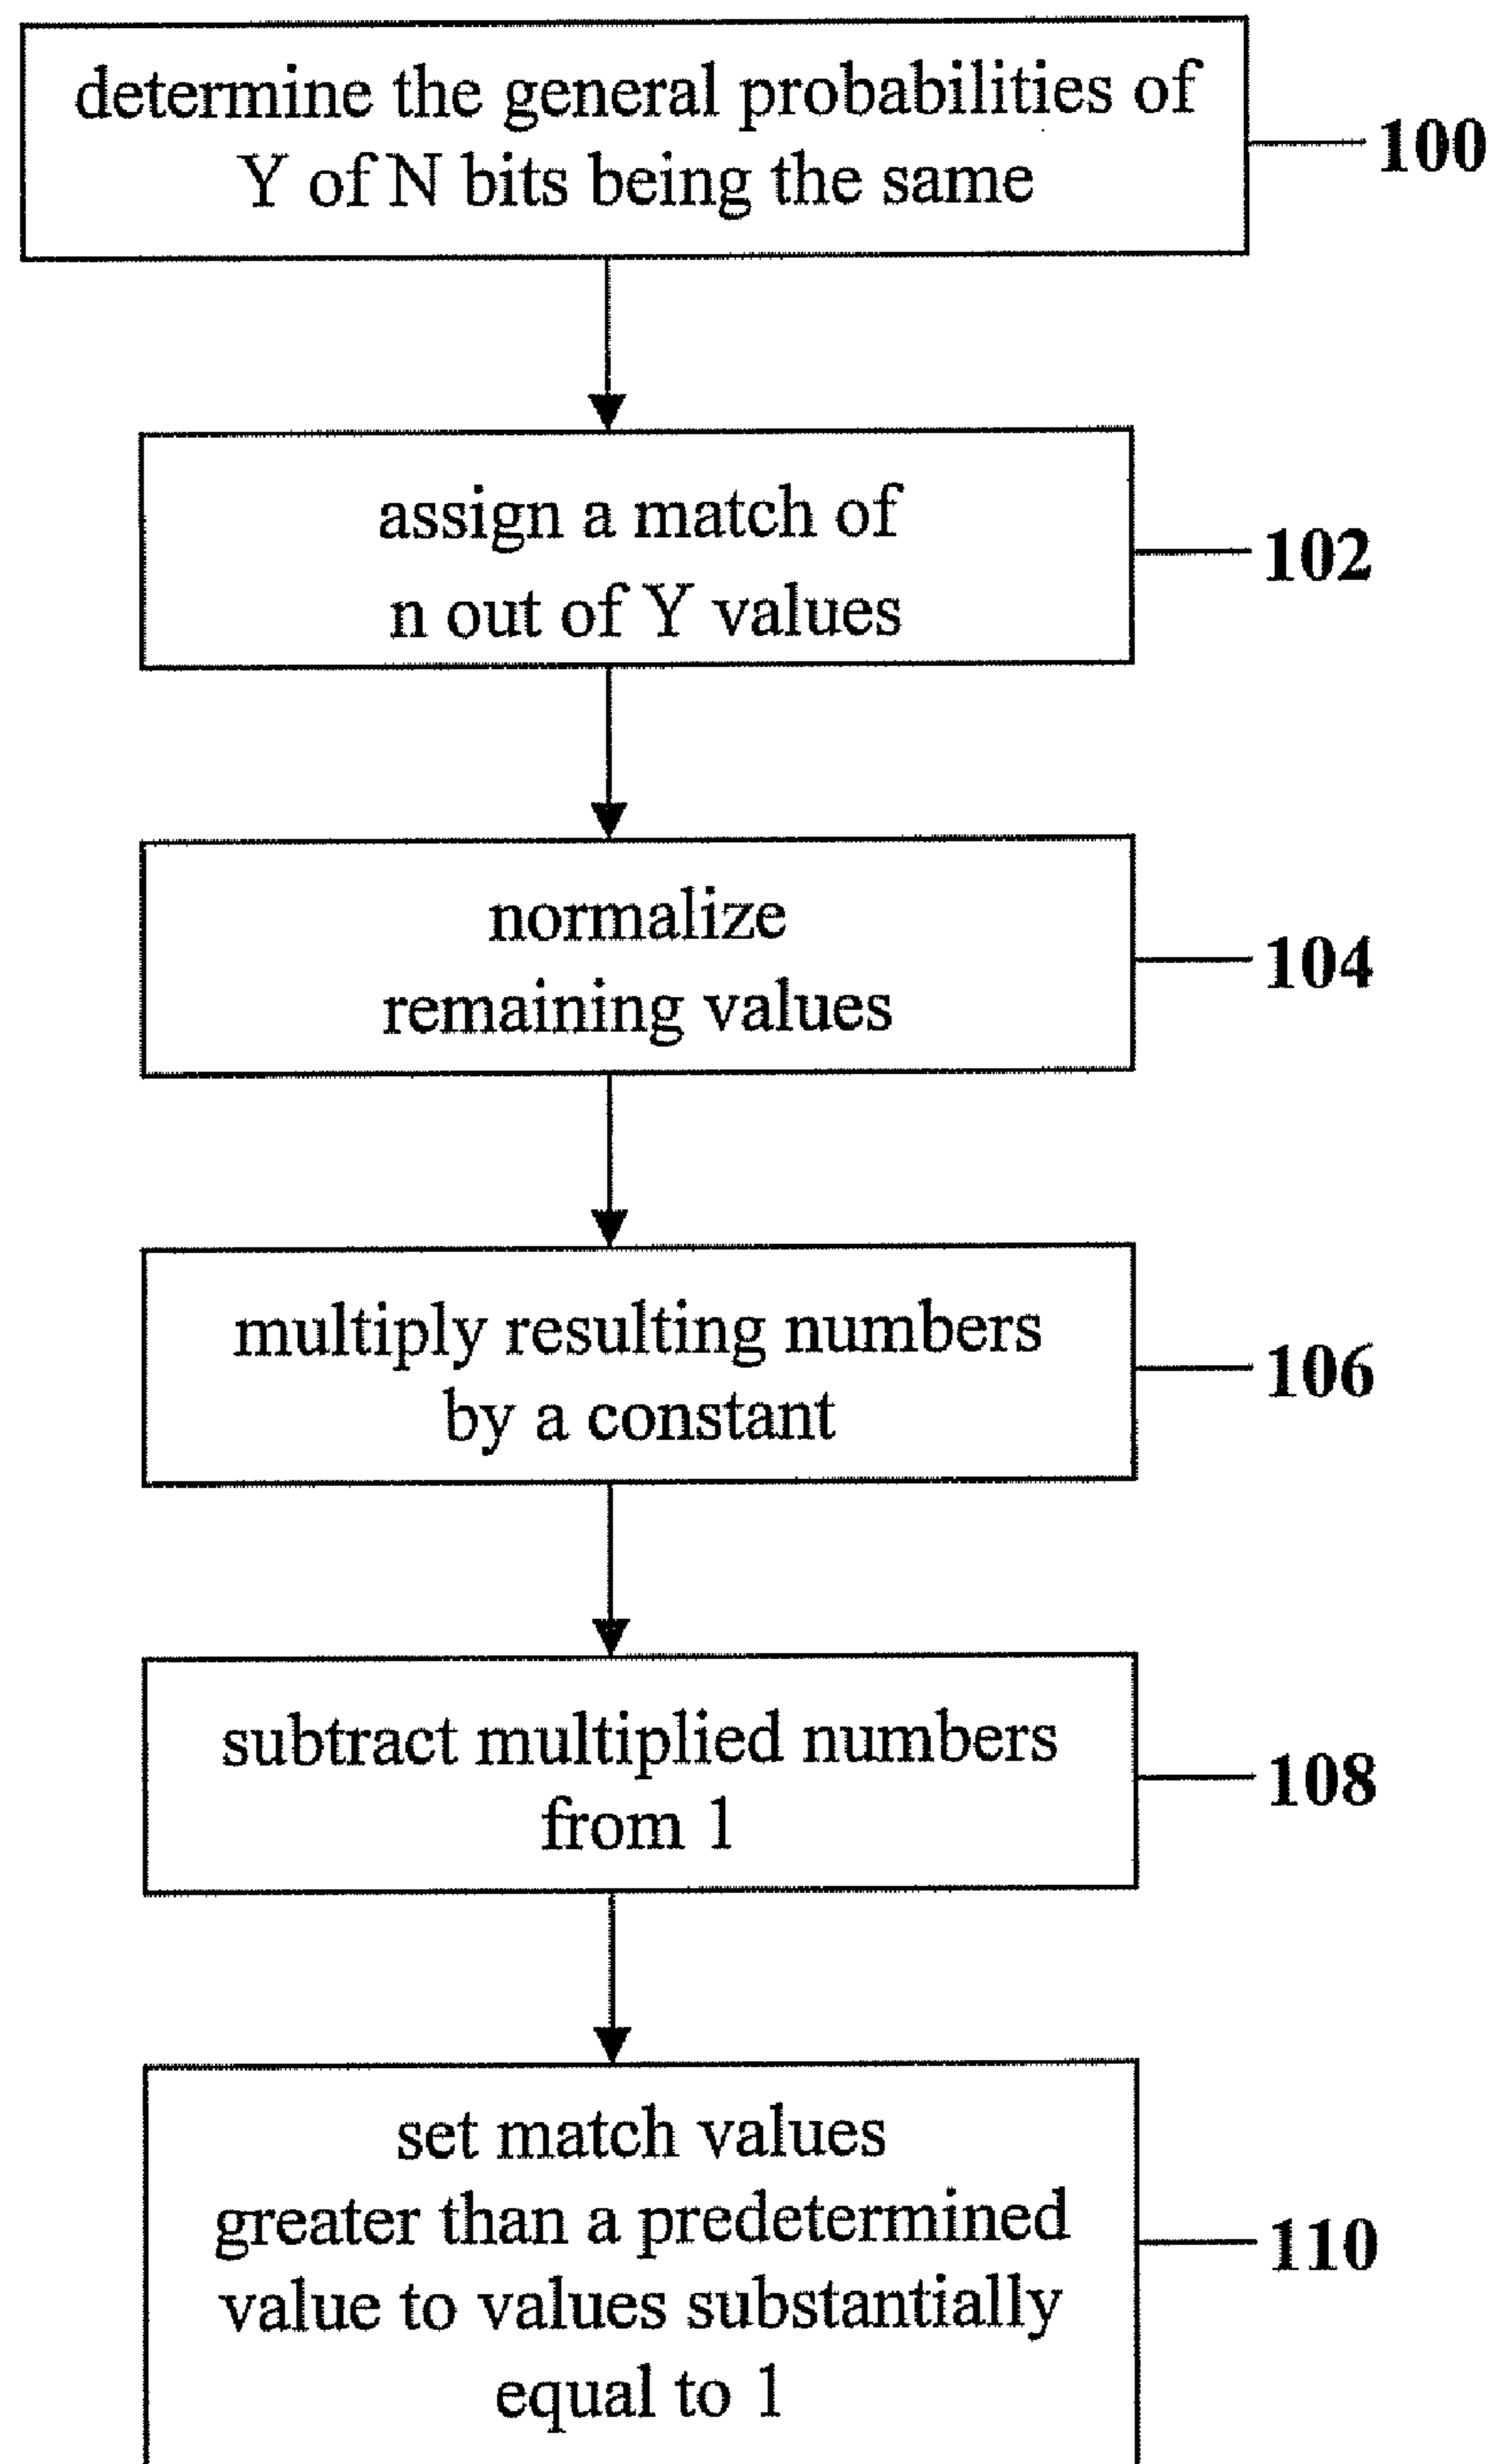 determine the general probabilities of
Y of N bits being the same
100
assign a match of
n out of Y values
102
normalize
remaining values
104
multiply resulting numbers
by a constant
106
subtract multiplied numbers
from 1
108
set match values
greater than a predetermined
value to values substantially
equal to 1
110